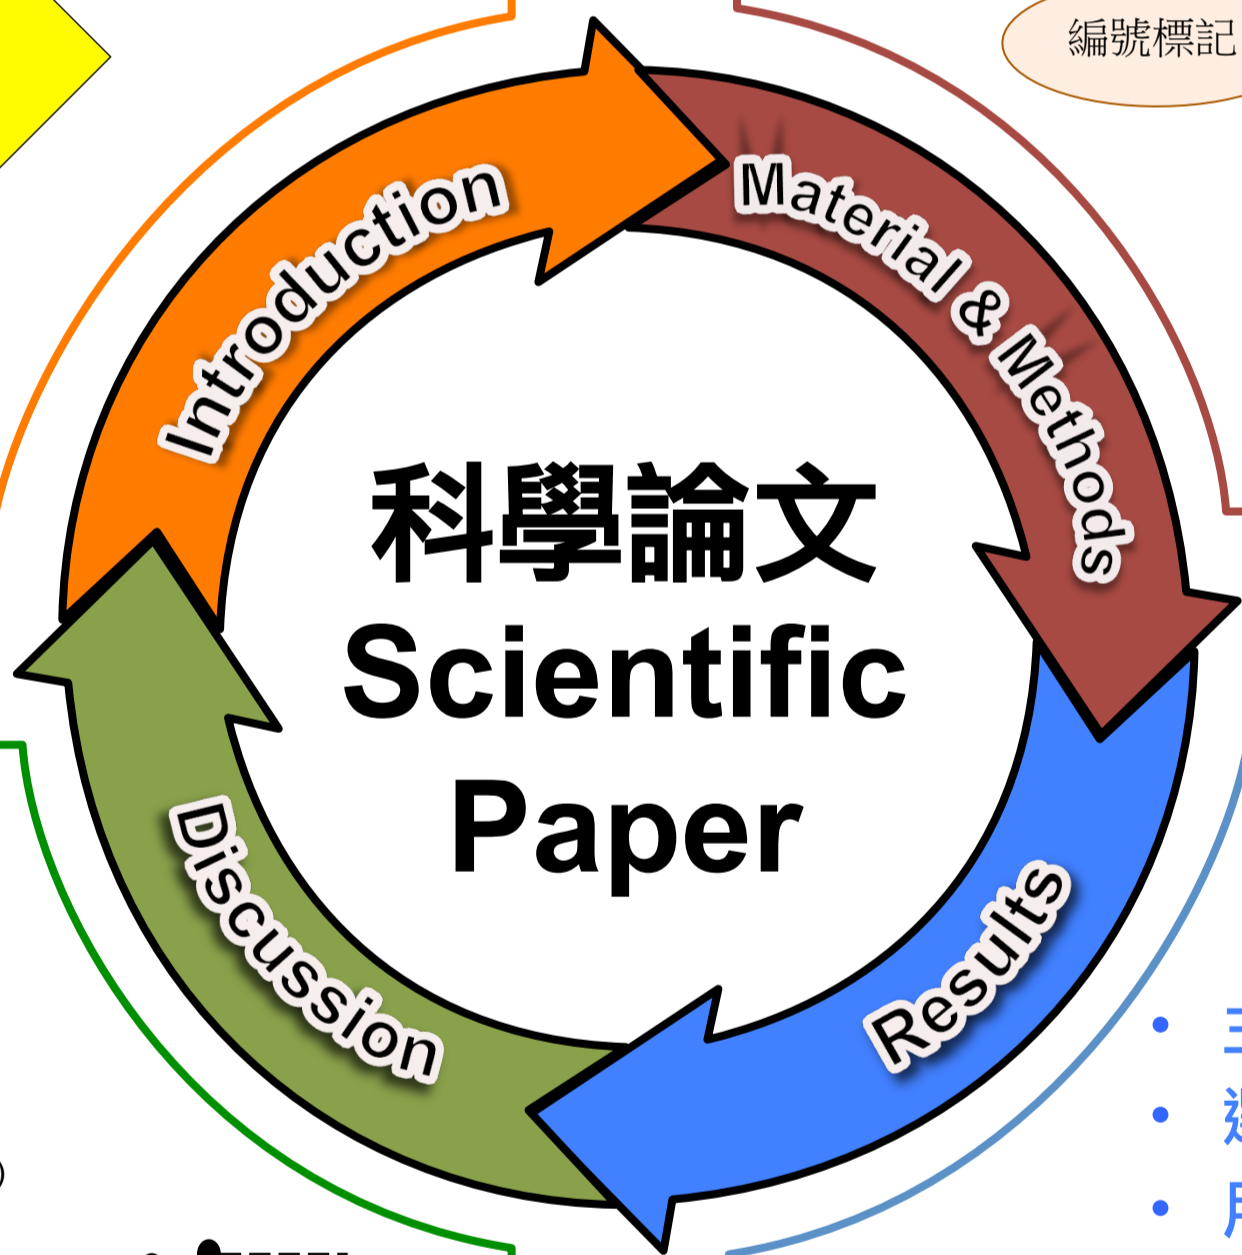 編號標記
Introduction
Material & Methods
科學論文
Scientific
Paper
Discussion
Results